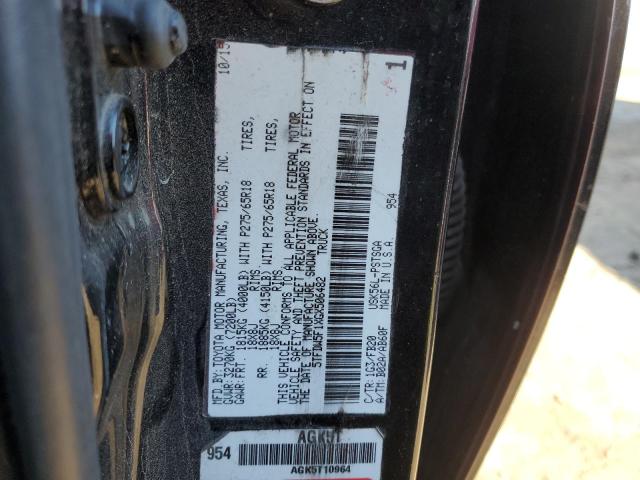 MFD. BY: TOYOTA MOTOR MANUFACTURING, TEXAS, INC. 10/15
GVWR: 3270KG (7200LB)
GAWR: FRT. 1815KG (4000LB) WITH P275/65R18 TIRES,
18X8J RIMS,
RR. 1885KG (4150LB) WITH P275/65R18 TIRES,
18X8J RIMS,
THIS VEHICLE CONFORMS TO ALL APPLICABLE FEDERAL MOTOR
VEHICLE SAFETY AND THEFT PREVENTION STANDARDS IN EFFECT ON
THE DATE OF MANUFACTURE SHOWN ABOVE.
5TFDW5F1XGX506482 TRUCK
954
C/TR: 1G3/FB20 USK56L-PSTSGA
A/TM: B02A/AB60F MADE IN U.S.A.
1
954
AGK5T
AGK5T10964